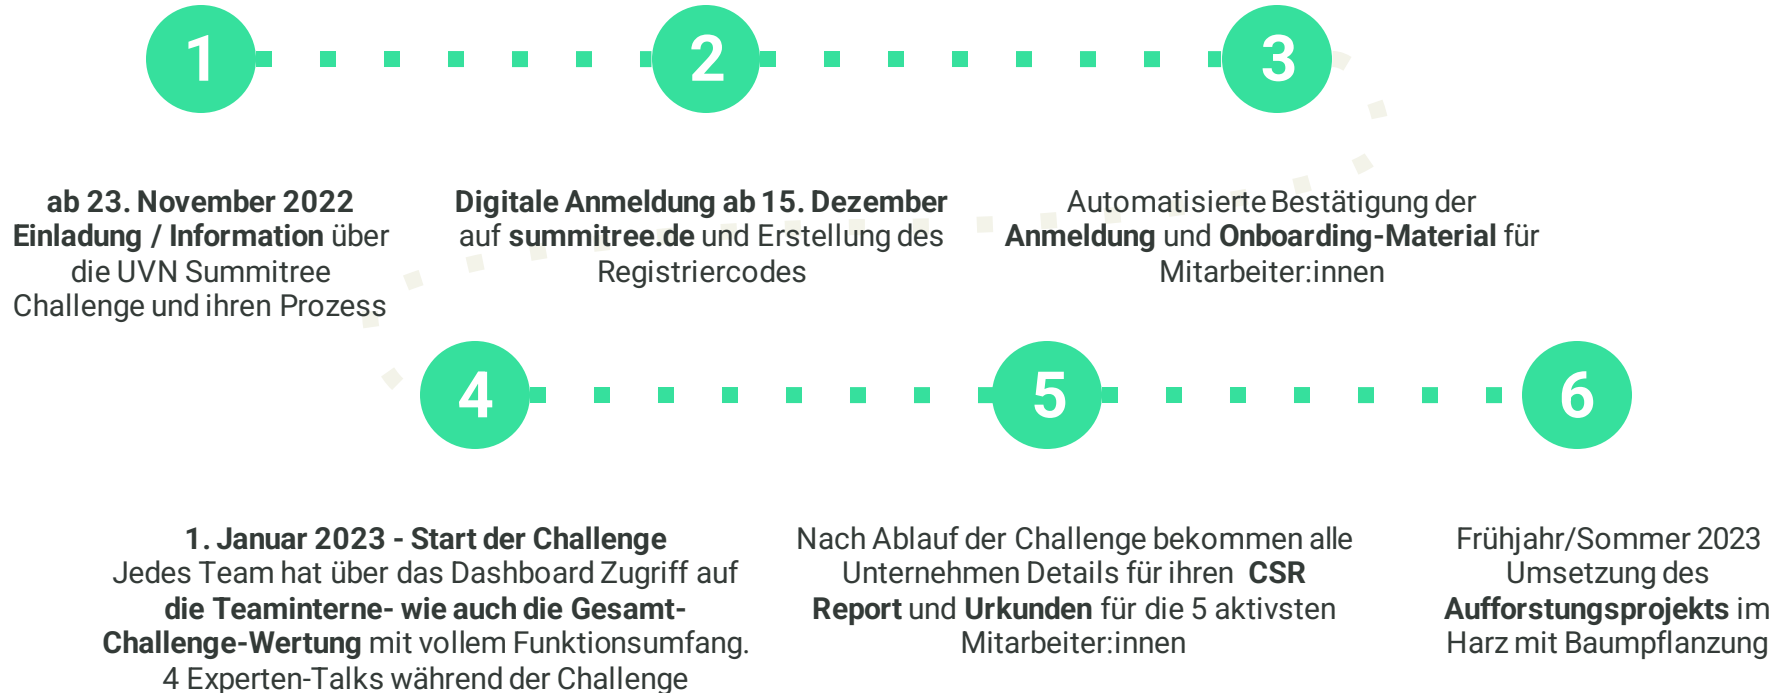 1
2
3
ab 23. November 2022
Einladung / Information über
die UVN Summitree
Challenge und ihren Prozess
Digitale Anmeldung ab 15. Dezember
auf summitree.de und Erstellung des
Registriercodes
Automatisierte Bestätigung der
Anmeldung und Onboarding-Material für
Mitarbeiter:innen
4
5
6
1. Januar 2023 - Start der Challenge
Jedes Team hat über das Dashboard Zugriff auf
die Teaminterne- wie auch die Gesamt-
Challenge-Wertung mit vollem Funktionsumfang.
4 Experten-Talks während der Challenge
Nach Ablauf der Challenge bekommen alle
Unternehmen Details für ihren CSR
Report und Urkunden für die 5 aktivsten
Mitarbeiter:innen
Frühjahr/Sommer 2023
Umsetzung des
Aufforstungsprojekts im
Harz mit Baumpflanzung